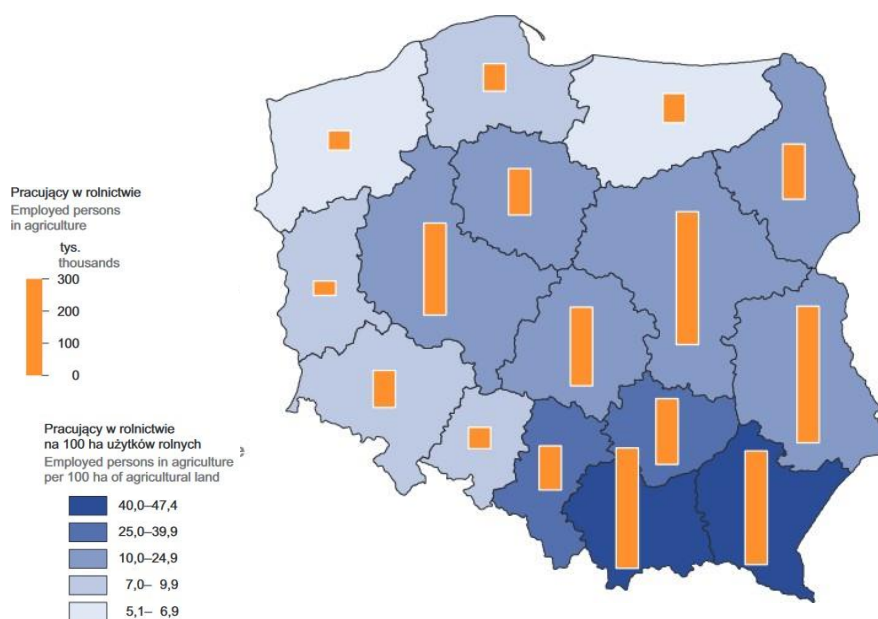 Pracujący w rolnictwie
Employed persons
in agriculture
tys.
thousands
300
200
100
0
Pracujący w rolnictwie
na 100 ha użytków rolnych
Employed persons in agriculture
per 100 ha of agricultural land
40,0–47,4
25,0–39,9
10,0–24,9
7,0– 9,9
5,1– 6,9